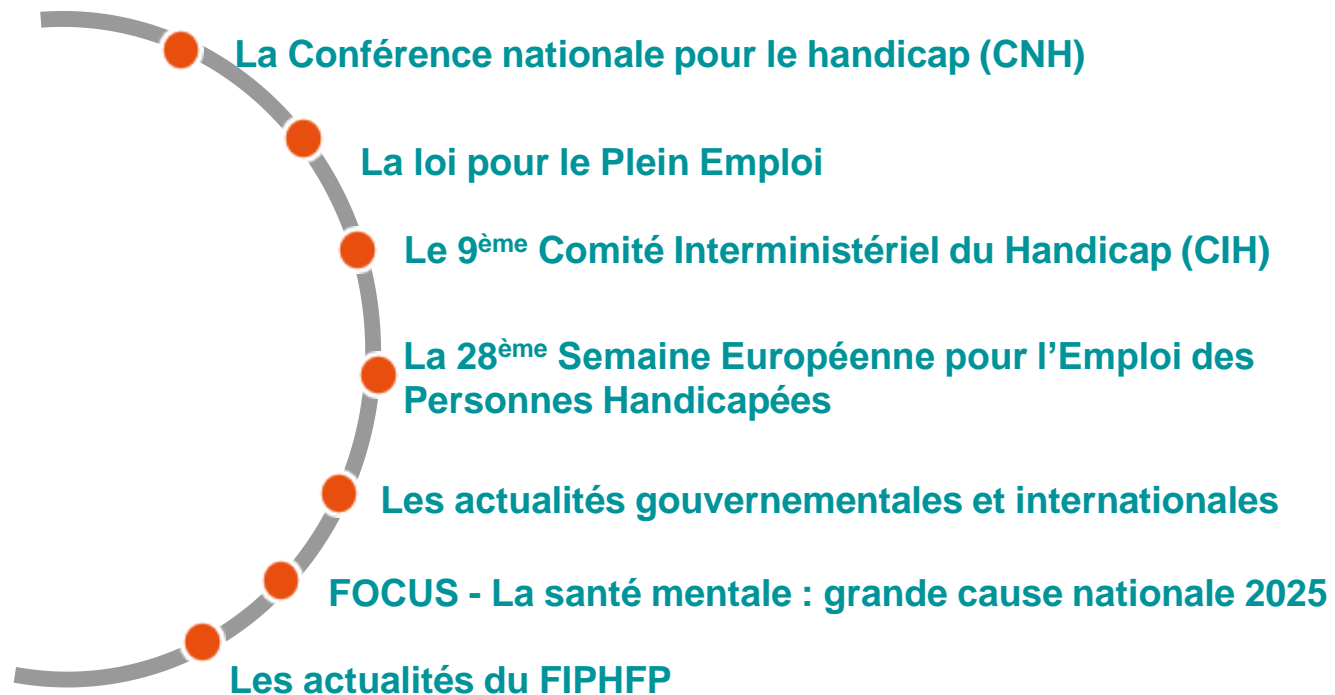 La Conférence nationale pour le handicap (CNH)
La loi pour le Plein Emploi
Le 9ème Comité Interministériel du Handicap (CIH)
La 28ème Semaine Européenne pour l’Emploi des
Personnes Handicapées
Les actualités gouvernementales et internationales
FOCUS - La santé mentale : grande cause nationale 2025
Les actualités du FIPHFP